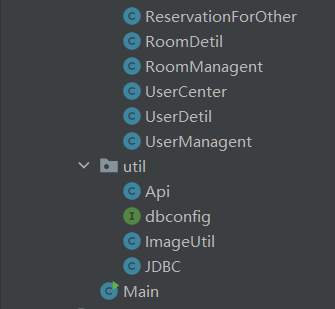 ReservationForOther
RoomDetil
RoomManagent
UserCenter
UserDetil
UserManagent
util
Api
dbconfig
ImageUtil
JDBC
Main